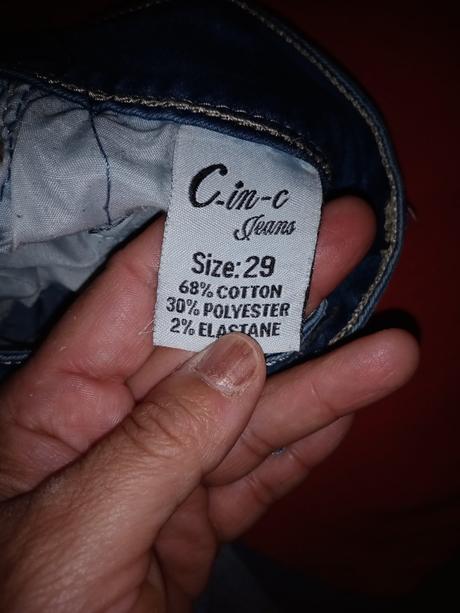 C-in-c
Jeans
Size: 29
68% COTTON
30% POLYESTER
2% ELASTANE